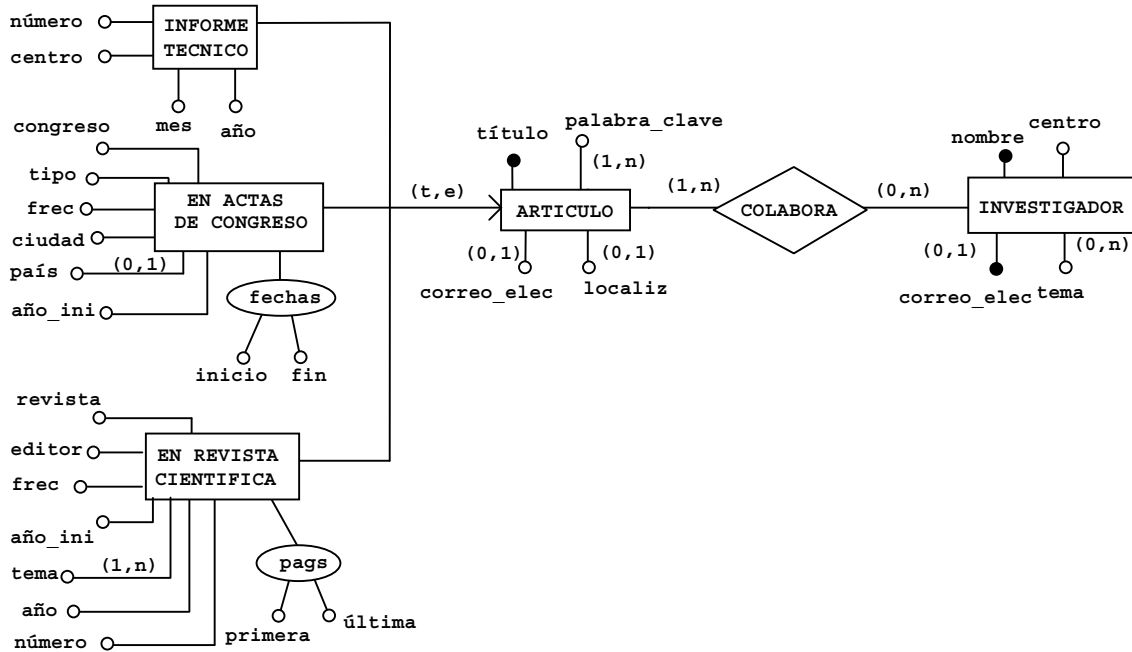 número
INFORME
TECNICO
centro
mes
año
congreso
tipo
frec
ciudad
país
(0,1)
año_ini
EN ACTAS
DE CONGRESO
fechas
inicio
fin
(t,e)
título
palabra_clave
(1,n)
ARTICULO
(0,1)
(0,1)
correo_elec
localiz
(1,n)
COLABORA
(0,n)
nombre
centro
INVESTIGADOR
(0,1)
(0,n)
correo_elec
tema
revista
editor
frec
año_ini
tema
(1,n)
año
número
EN REVISTA
CIENTIFICA
pags
primera
última